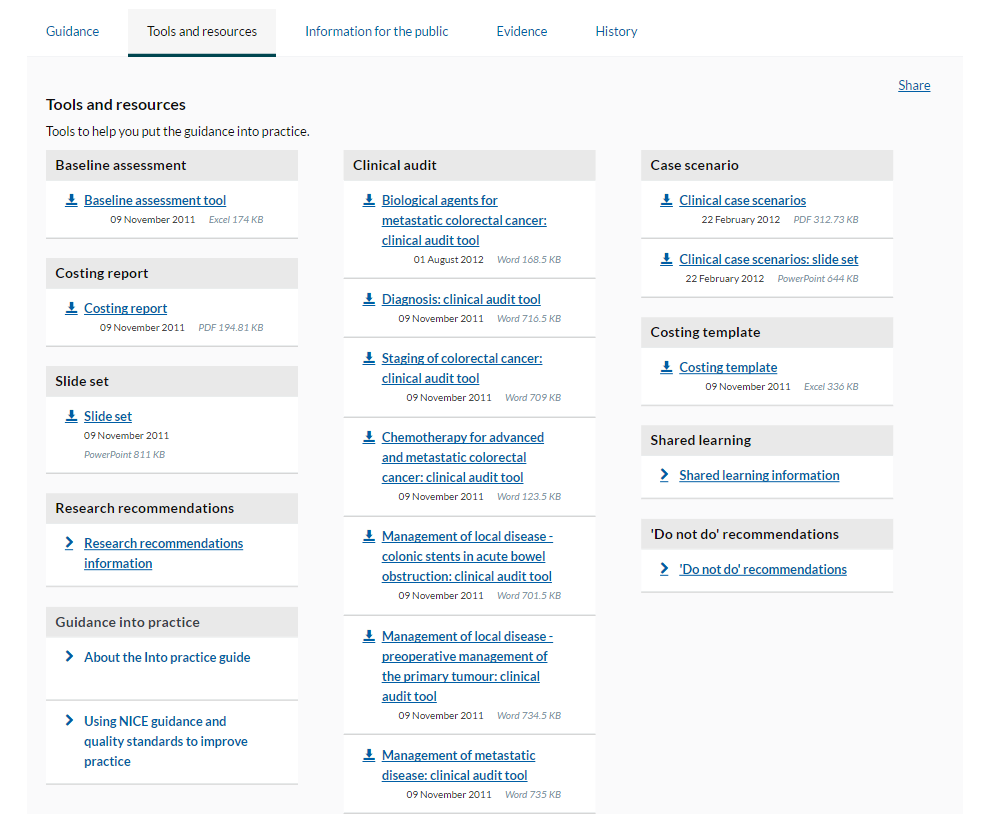 Guidance
Tools and resources
Information for the public
Evidence
History
Share
Tools and resources
Tools to help you put the guidance into practice.
Baseline assessment
Baseline assessment tool
09 November 2011 Excel 174 KB
Costing report
Costing report
09 November 2011 PDF 194.81 KB
Slide set
Slide set
09 November 2011
PowerPoint 811 KB
Research recommendations
Research recommendations
information
Guidance into practice
About the Into practice guide
Using NICE guidance and
quality standards to improve
practice
Clinical audit
Biological agents for
metastatic colorectal cancer:
clinical audit tool
01 August 2012 Word 168.5 KB
Diagnosis: clinical audit tool
09 November 2011 Word 716.5 KB
Staging of colorectal cancer:
clinical audit tool
09 November 2011 Word 709 KB
Chemotherapy for advanced
and metastatic colorectal
cancer: clinical audit tool
09 November 2011 Word 123.5 KB
Management of local disease -
colonic stents in acute bowel
obstruction: clinical audit tool
09 November 2011 Word 701.5 KB
Management of local disease -
preoperative management of
the primary tumour: clinical
audit tool
09 November 2011 Word 734.5 KB
Management of metastatic
disease: clinical audit tool
09 November 2011 Word 735 KB
Case scenario
Clinical case scenarios
22 February 2012 PDF 312.73 KB
Clinical case scenarios: slide set
22 February 2012 PowerPoint 644 KB
Costing template
Costing template
09 November 2011 Excel 336 KB
Shared learning
Shared learning information
'Do not do' recommendations
'Do not do' recommendations